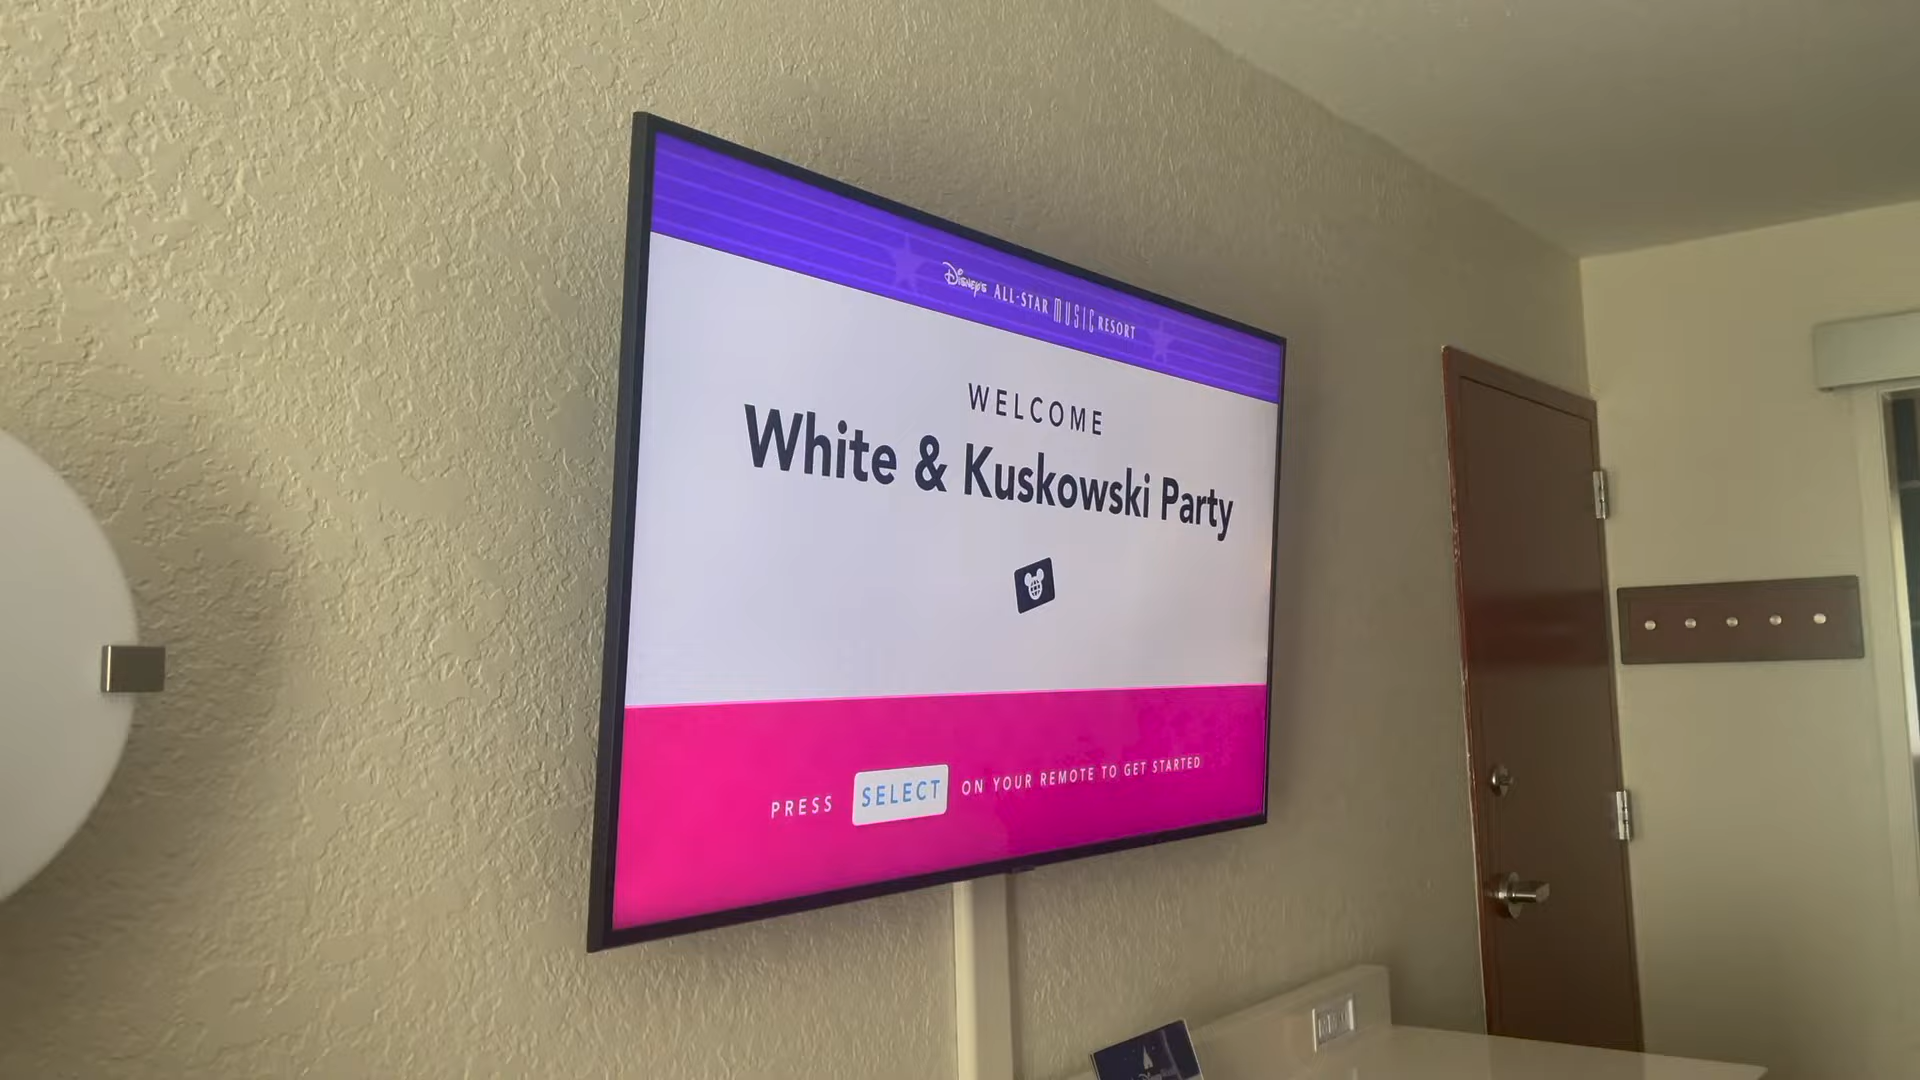 Disney's ALL-STAR MUSIC RESORT
WELCOME
White & Kuskowski Party
PRESS SELECT ON YOUR REMOTE TO GET STARTED